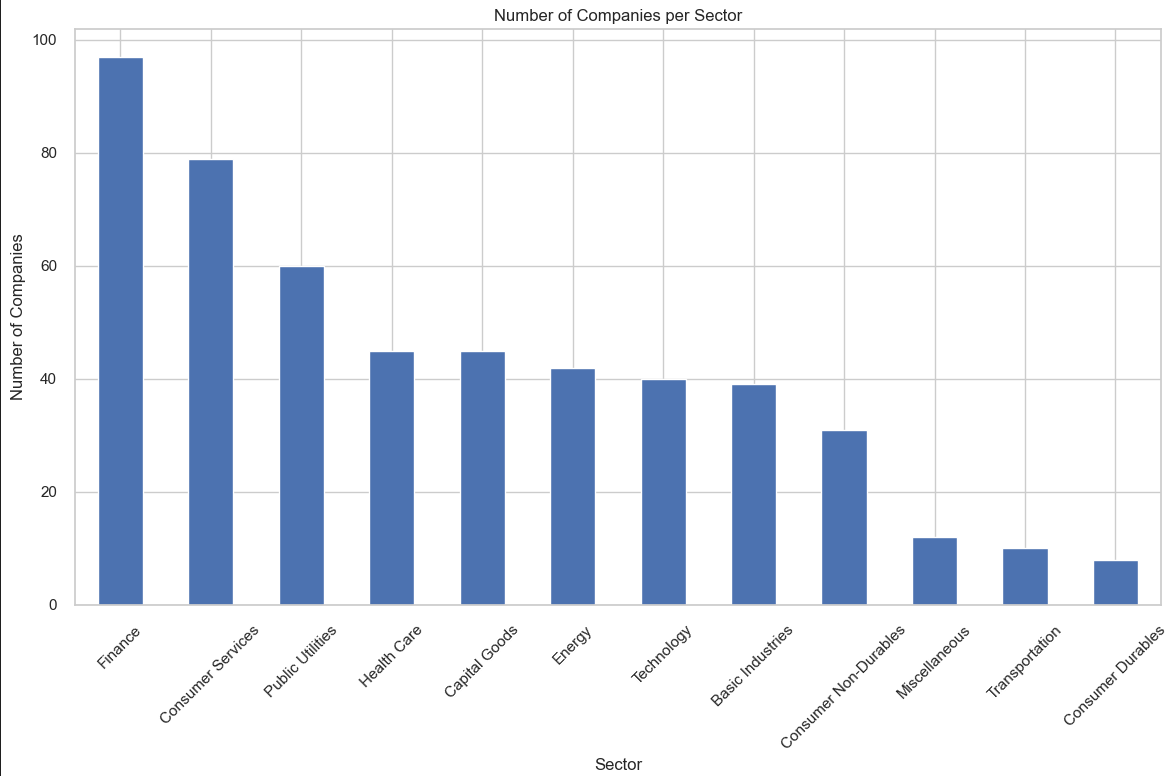 Number of Companies per Sector
100
80
60
40
20
0
Number of Companies
Finance
Consumer Services
Public Utilities
Health Care
Capital Goods
Energy
Technology
Basic Industries
Consumer Non-Durables
Miscellaneous
Transportation
Consumer Durables
Sector